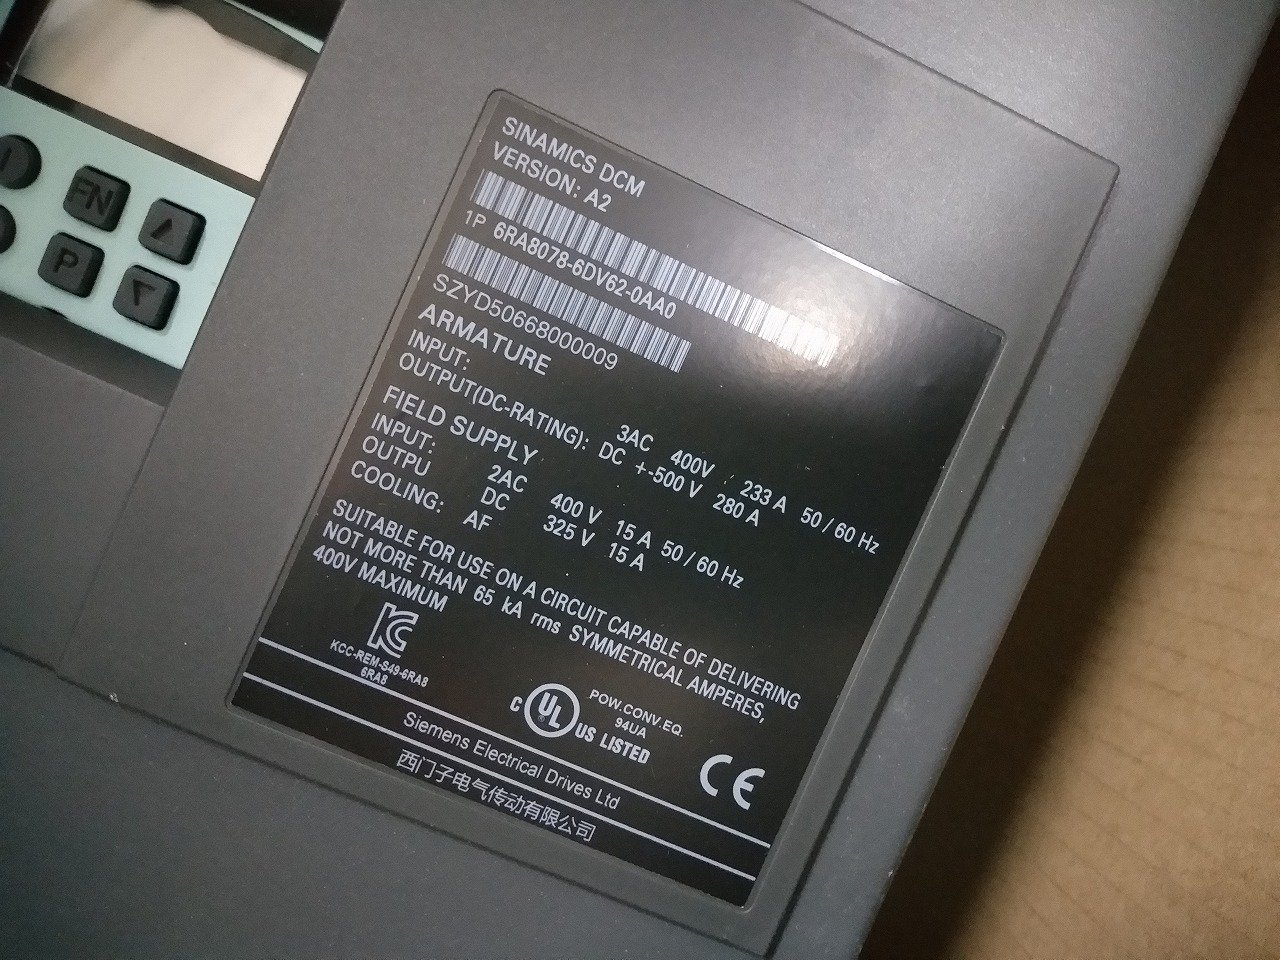 FN
P
SINAMICS DCM
VERSION: A2
1P 6RA8078-6DV62-0AA0
SZYD50668000009
ARMATURE
INPUT: 3AC 400V / 233 A 50 / 60 Hz
OUTPUT(DC-RATING): DC +-500 V 280 A
FIELD SUPPLY
INPUT: 2AC 400 V 15 A 50 / 60 Hz
OUTPU DC 325 V 15 A
COOLING: AF
SUITABLE FOR USE ON A CIRCUIT CAPABLE OF DELIVERING
NOT MORE THAN 65 kA rms SYMMETRICAL AMPERES,
400V MAXIMUM
KC
KCC-REM-S49-6RA8
6RA8
C UL US LISTED
POW.CONV.EQ.
94UA
CE
Siemens Electrical Drives Ltd
西门子电气传动有限公司